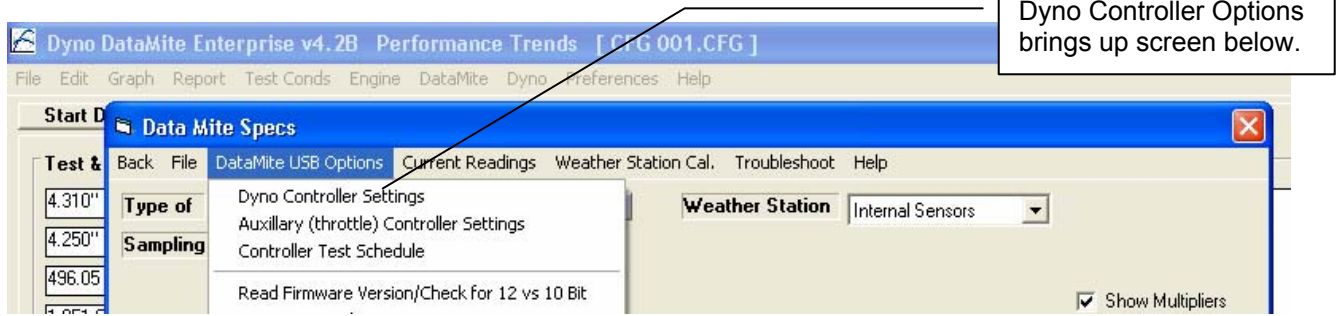 Dyno Controller Options
brings up screen below.
Dyno DataMite Enterprise v4.2B Performance Trends [ CFG 001.CFG ]
File Edit Graph Report Test Conds Engine DataMite Dyno Preferences Help
Start D
Data Mite Specs
Test &
Back File DataMite USB Options Current Readings Weather Station Cal. Troubleshoot Help
4.310"
Type of
Dyno Controller Settings
Weather Station
Internal Sensors
Auxillary (throttle) Controller Settings
4.250"
Sampling
Controller Test Schedule
496.05
Read Firmware Version/Check for 12 vs 10 Bit
Show Multipliers